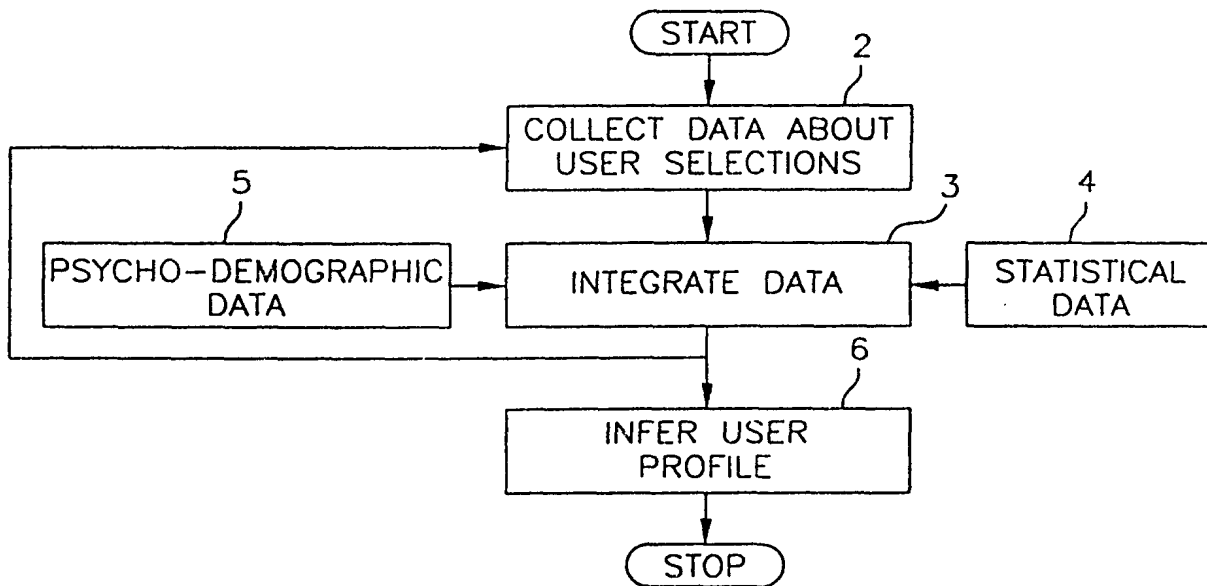 START
2
COLLECT DATA ABOUT
USER SELECTIONS
5
3
4
PSYCHO-DEMOGRAPHIC
DATA
INTEGRATE DATA
STATISTICAL
DATA
6
INFER USER
PROFILE
STOP